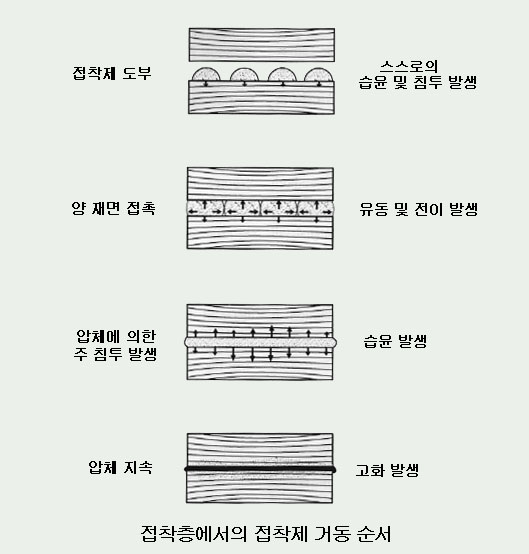 접착제 도부
스스로의
습윤 및 침투 발생
양 재면 접촉
유동 및 전이 발생
압체에 의한
주 침투 발생
습윤 발생
압체 지속
고화 발생
접착층에서의 접착제 거동 순서